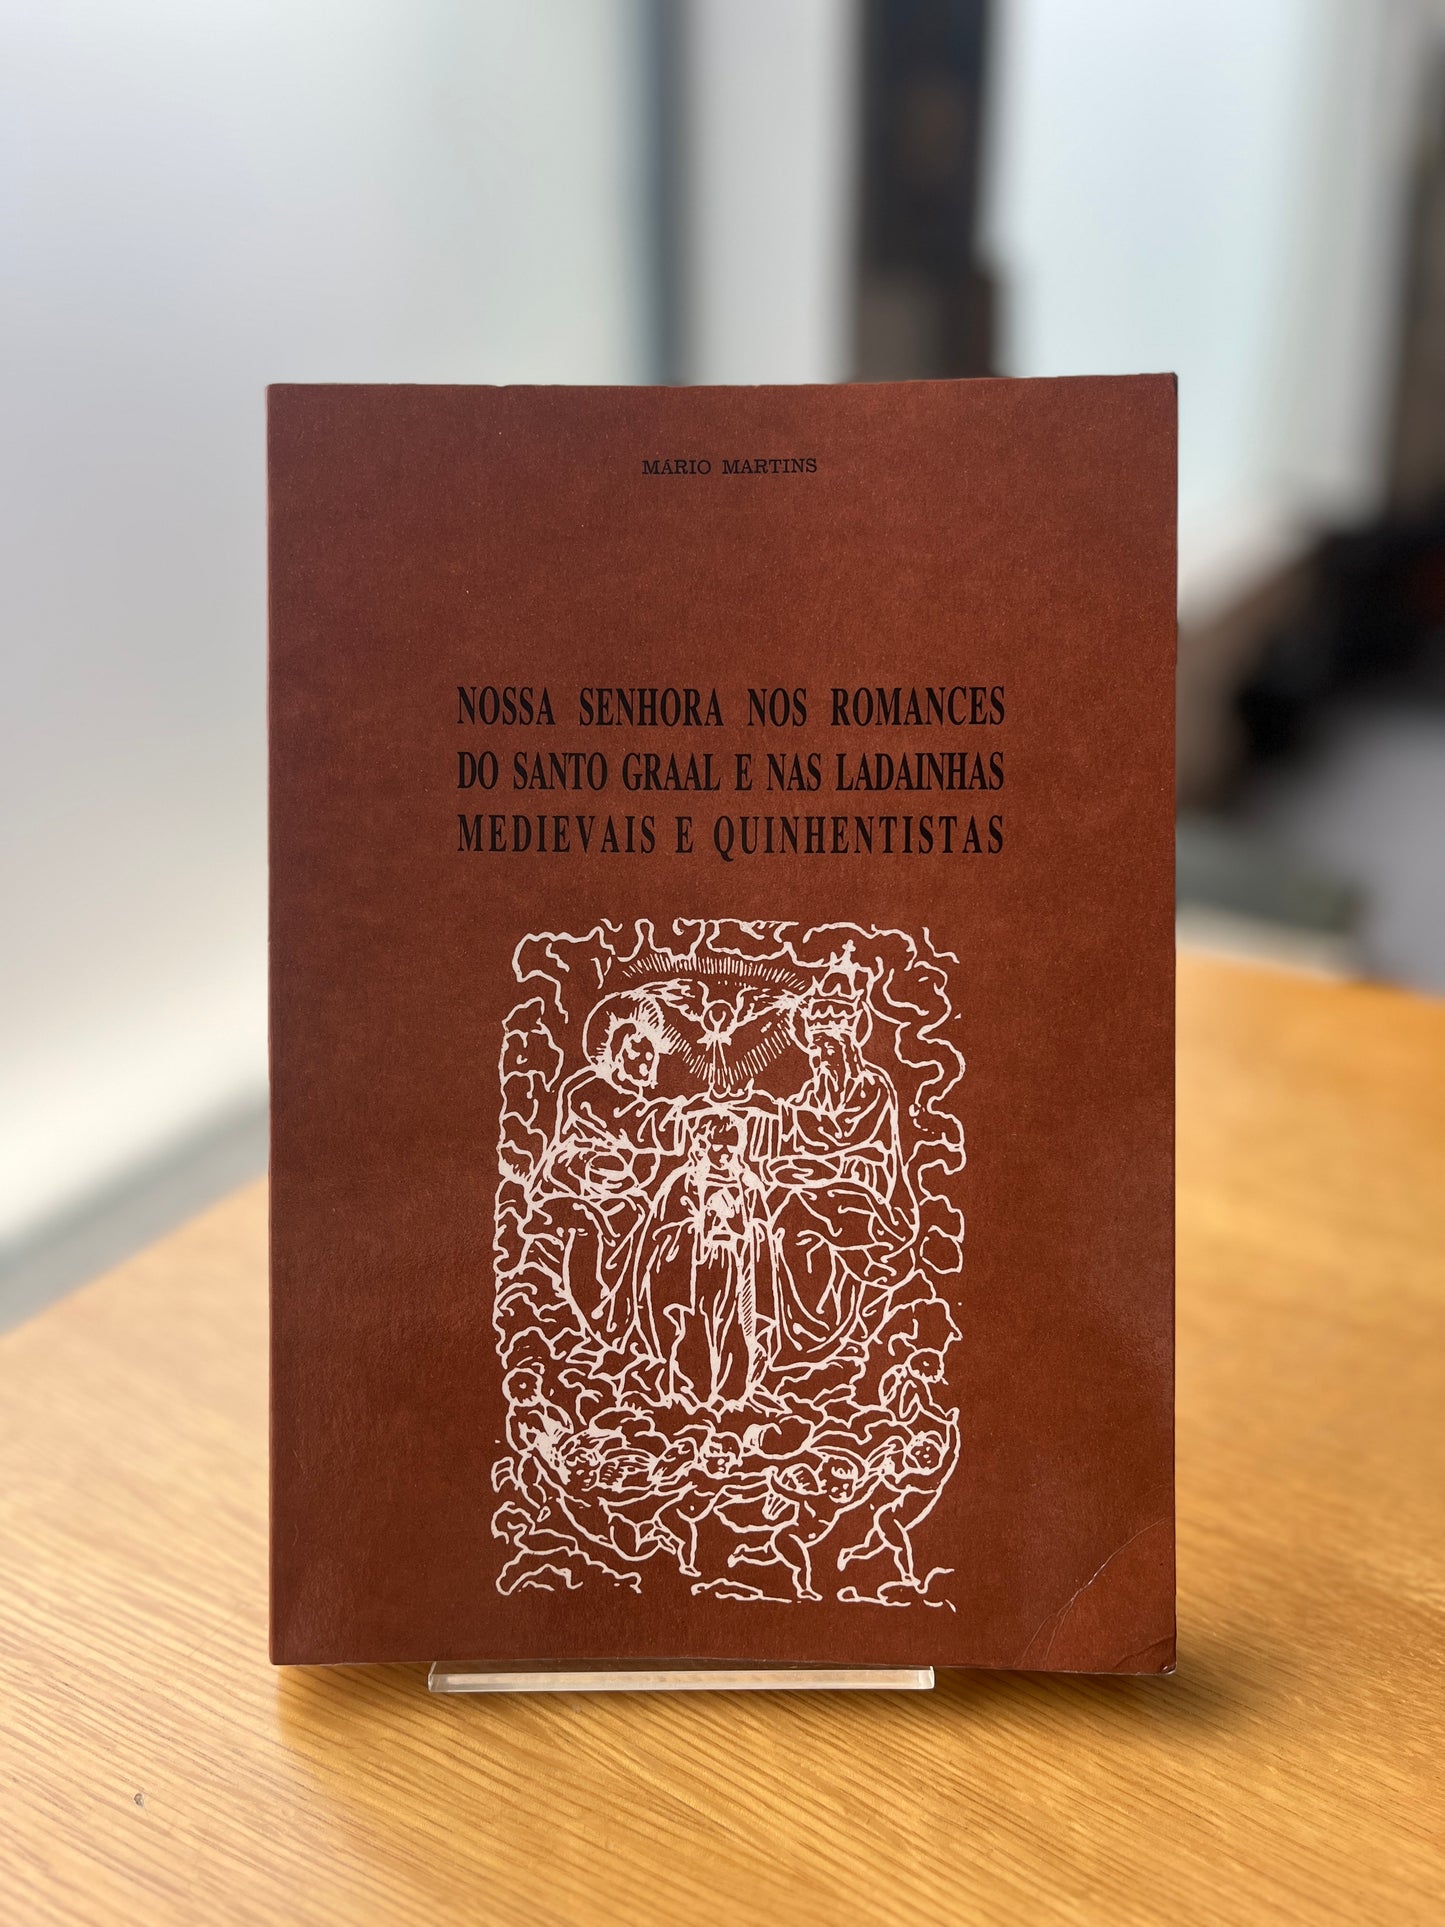 MÁRIO MARTINS
NOSSA SENHORA NOS ROMANCES
DO SANTO GRAAL E NAS LADAINHAS
MEDIEVAIS E QUINHENTISTAS